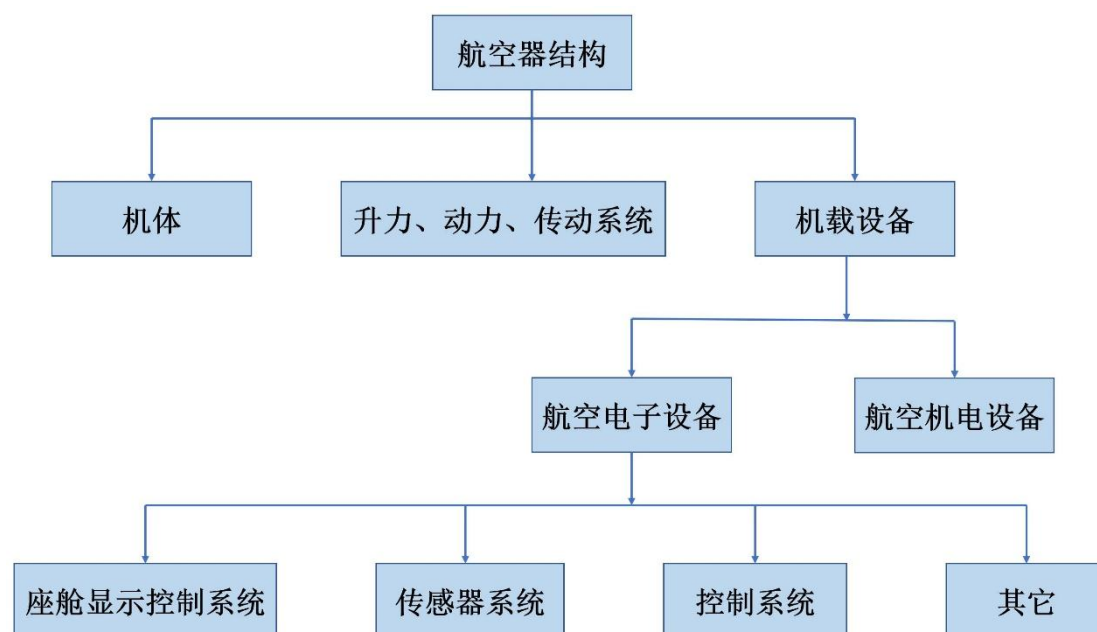 航空器结构
机体
升力、动力、传动系统
机载设备
航空电子设备
航空机电设备
座舱显示控制系统
传感器系统
控制系统
其它